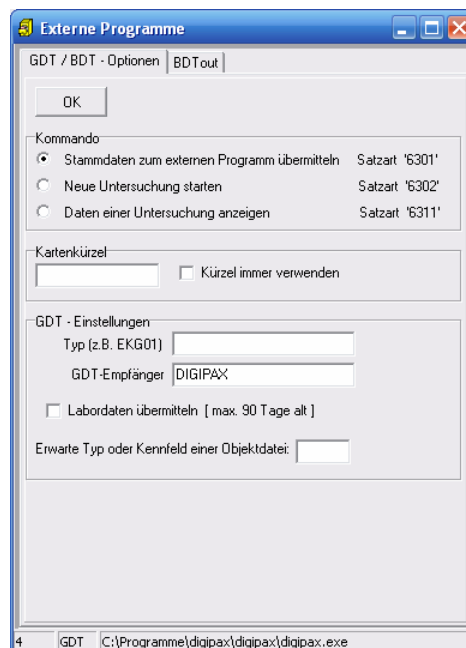 Externe Programme
GDT / BDT - Optionen BDTout
OK
Kommando
Stammdaten zum externen Programm übermitteln Satzart '6301'
Neue Untersuchung starten Satzart '6302'
Daten einer Untersuchung anzeigen Satzart '6311'
Kartenkürzel
Kürzel immer verwenden
GDT - Einstellungen
Typ (z.B. EKG01)
GDT-Empfänger DIGIPAX
Labordaten übermitteln [ max. 90 Tage alt ]
Erwarte Typ oder Kennfeld einer Objektdatei:
4 GDT C:\Programme\digipax\digipax\digipax.exe